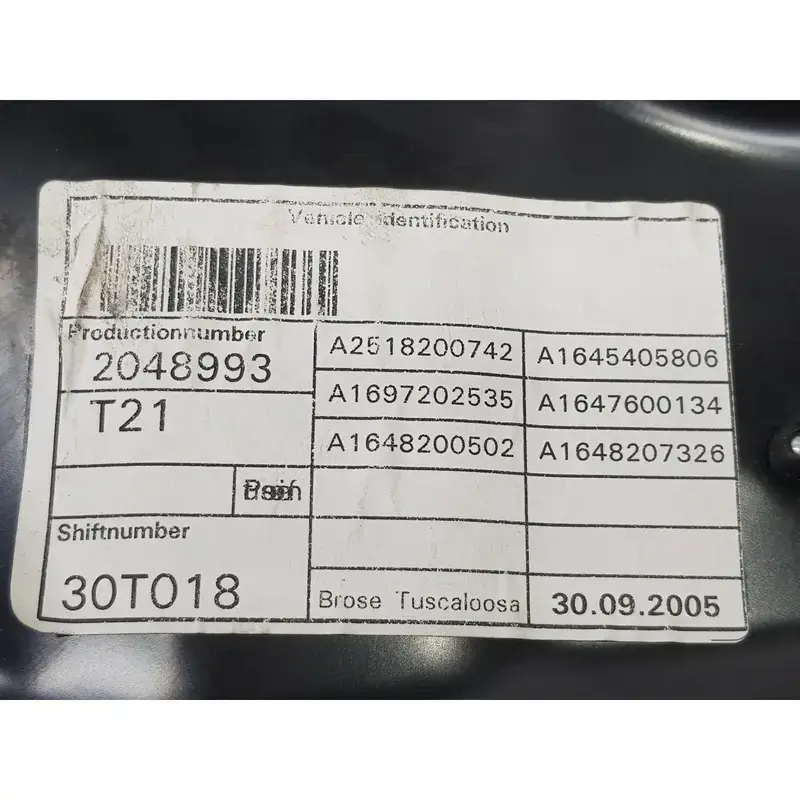 Vehicle identification
Productionnumber
2048993
T21
Shiftnumber
30T018
A2518200742 A1645405806
A1697202535 A1647600134
A1648200502 A1648207326
Brose Tuscaloosa 30.09.2005